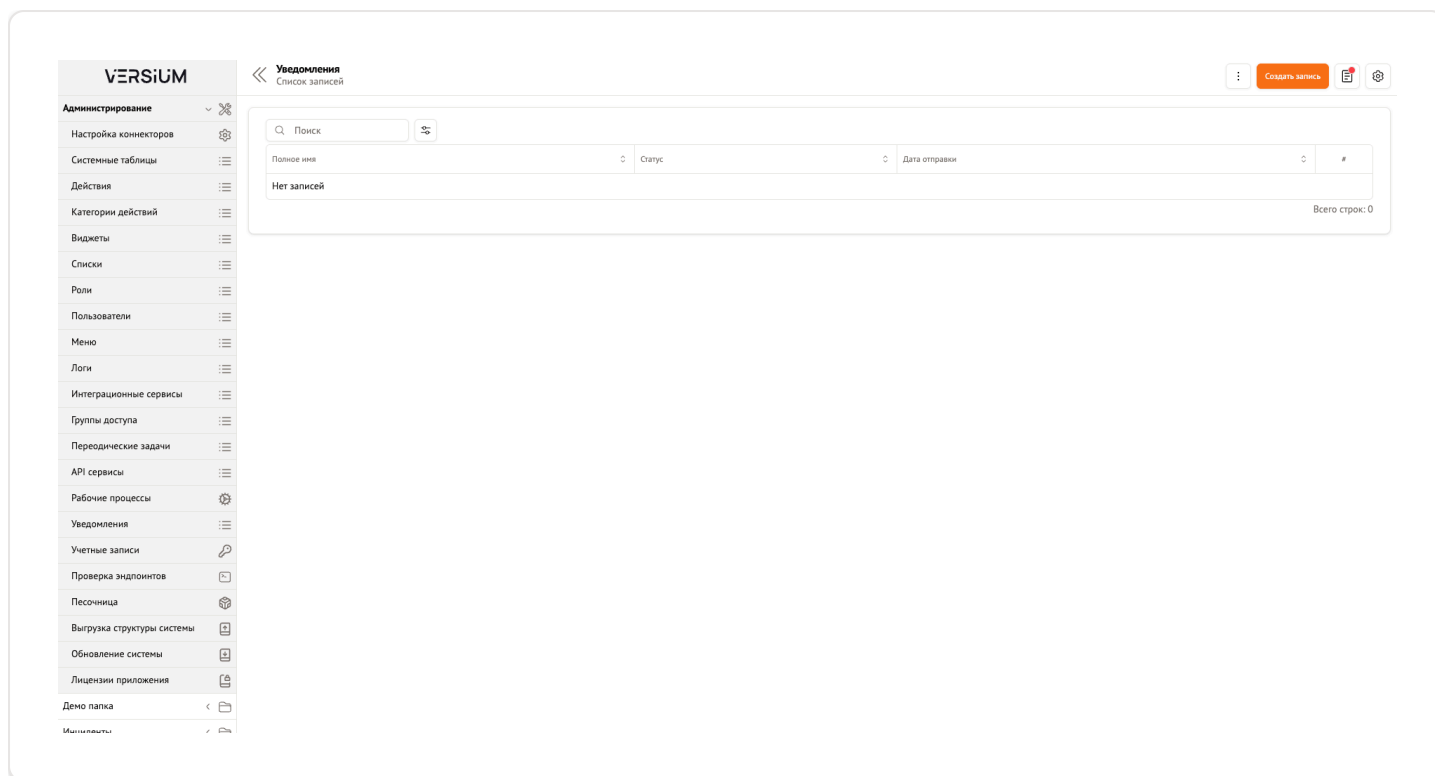 VERSiUM
Уведомления
Список записей
Создать запись
Администрирование
Настройка коннекторов
Системные таблицы
Действия
Категории действий
Виджеты
Списки
Роли
Пользователи
Меню
Логи
Интеграционные сервисы
Группы доступа
Переодические задачи
API сервисы
Рабочие процессы
Уведомления
Учетные записи
Проверка эндпоинтов
Песочница
Выгрузка структуры системы
Обновление системы
Лицензии приложения
Демо папка
Инциденты
Поиск
Полное имя Статус Дата отправки #
Нет записей
Всего строк: 0